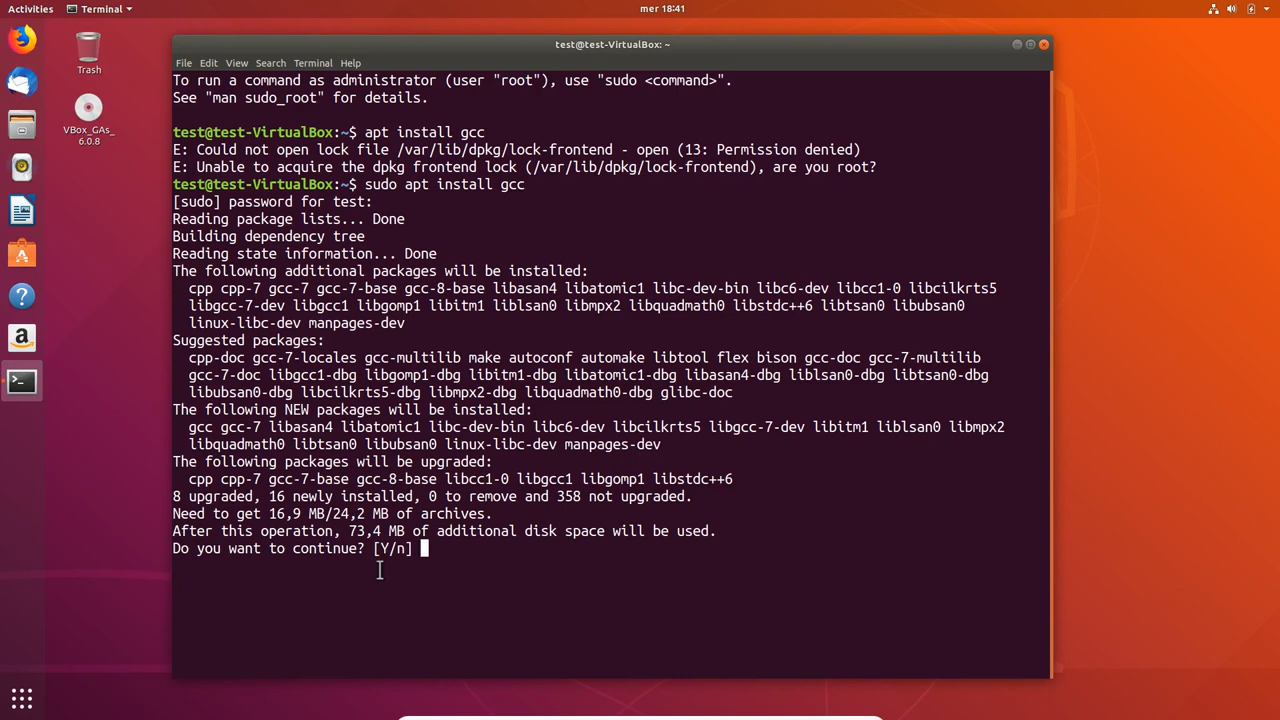 Activities
Terminal
mer 18:41
Trash
VBox_GAs_
6.0.8
test@test-VirtualBox: ~
File Edit View Search Terminal Help
To run a command as administrator (user "root"), use "sudo <command>".
See "man sudo_root" for details.
test@test-VirtualBox:~$ apt install gcc
E: Could not open lock file /var/lib/dpkg/lock-frontend - open (13: Permission denied)
E: Unable to acquire the dpkg frontend lock (/var/lib/dpkg/lock-frontend), are you root?
test@test-VirtualBox:~$ sudo apt install gcc
[sudo] password for test:
Reading package lists... Done
Building dependency tree
Reading state information... Done
The following additional packages will be installed:
cpp cpp-7 gcc-7 gcc-7-base gcc-8-base libasan4 libatomic1 libc-dev-bin libc6-dev libcc1-0 libcilkrts5
libgcc-7-dev libgcc1 libgomp1 libitm1 liblsan0 libmpx2 libquadmath0 libstdc++6 libtsan0 libubsan0
linux-libc-dev manpages-dev
Suggested packages:
cpp-doc gcc-7-locales gcc-multilib make autoconf automake libtool flex bison gcc-doc gcc-7-multilib
gcc-7-doc libgcc1-dbg libgomp1-dbg libitm1-dbg libatomic1-dbg libasan4-dbg liblsan0-dbg libtsan0-dbg
libubsan0-dbg libcilkrts5-dbg libmpx2-dbg libquadmath0-dbg glibc-doc
The following NEW packages will be installed:
gcc gcc-7 libasan4 libatomic1 libc-dev-bin libc6-dev libcilkrts5 libgcc-7-dev libitm1 liblsan0 libmpx2
libquadmath0 libtsan0 libubsan0 linux-libc-dev manpages-dev
The following packages will be upgraded:
cpp cpp-7 gcc-7-base gcc-8-base libcc1-0 libgcc1 libgomp1 libstdc++6
8 upgraded, 16 newly installed, 0 to remove and 358 not upgraded.
Need to get 16,9 MB/24,2 MB of archives.
After this operation, 73,4 MB of additional disk space will be used.
Do you want to continue? [Y/n]